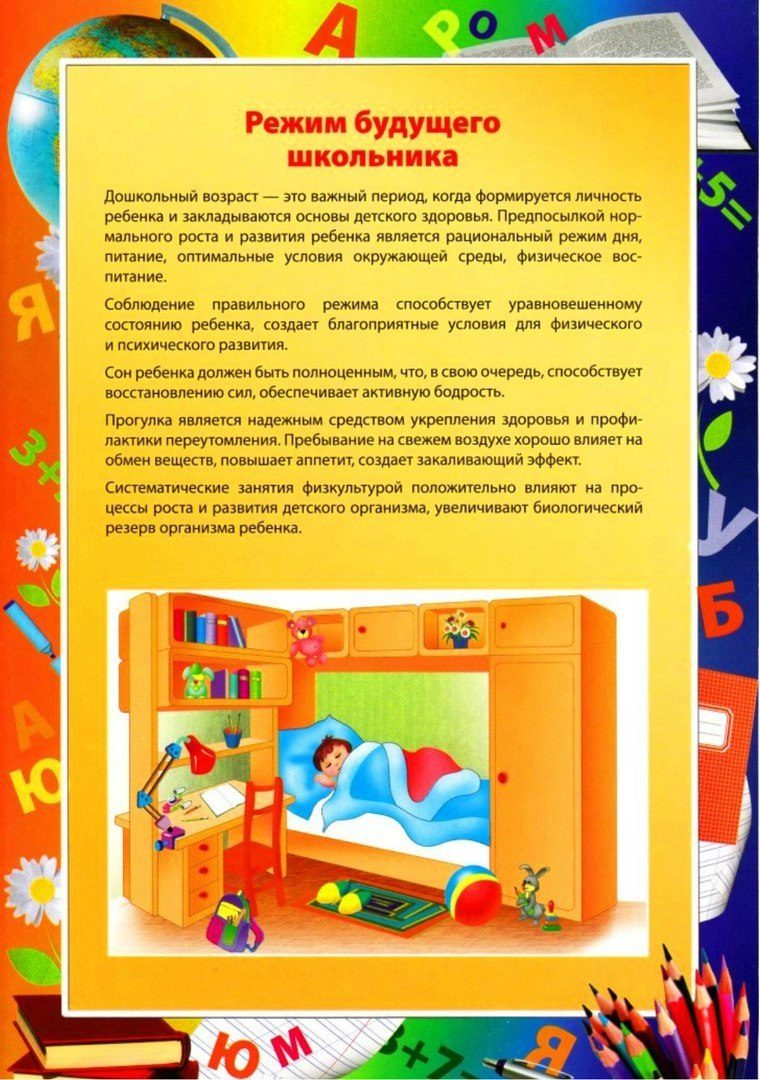 А
Р
о
м
Режим будущего
школьника
Дошкольный возраст — это важный период, когда формируется личность
ребенка и закладываются основы детского здоровья. Предпосылкой нор-
мального роста и развития ребенка является рациональный режим дня,
питание, оптимальные условия окружающей среды, физическое вос-
питание.
Соблюдение правильного режима способствует уравновешенному
состоянию ребенка, создает благоприятные условия для физического
и психического развития.
Сон ребенка должен быть полноценным, что, в свою очередь, способствует
восстановлению сил, обеспечивает активную бодрость.
Прогулка является надежным средством укрепления здоровья и профи-
лактики переутомления. Пребывание на свежем воздухе хорошо влияет на
обмен веществ, повышает аппетит, создает закаливающий эффект.
Систематические занятия физкультурой положительно влияют на про-
цессы роста и развития детского организма, увеличивают биологический
резерв организма ребенка.
+5=
Я
3+
У
Б
А
Ю
Ю
М
3+7=
Я